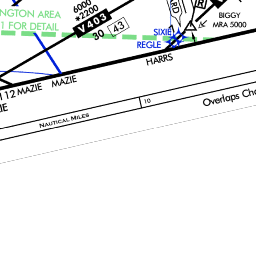 6000
*2200
V403
30 43
NGTON AREA
1 FOR DETAIL
BIGGY
MRA 5000
SIXIE
REGLE
HARRS
MAZIE
112 MAZIE
10
Overlaps Cha
NAUTICAL MILES